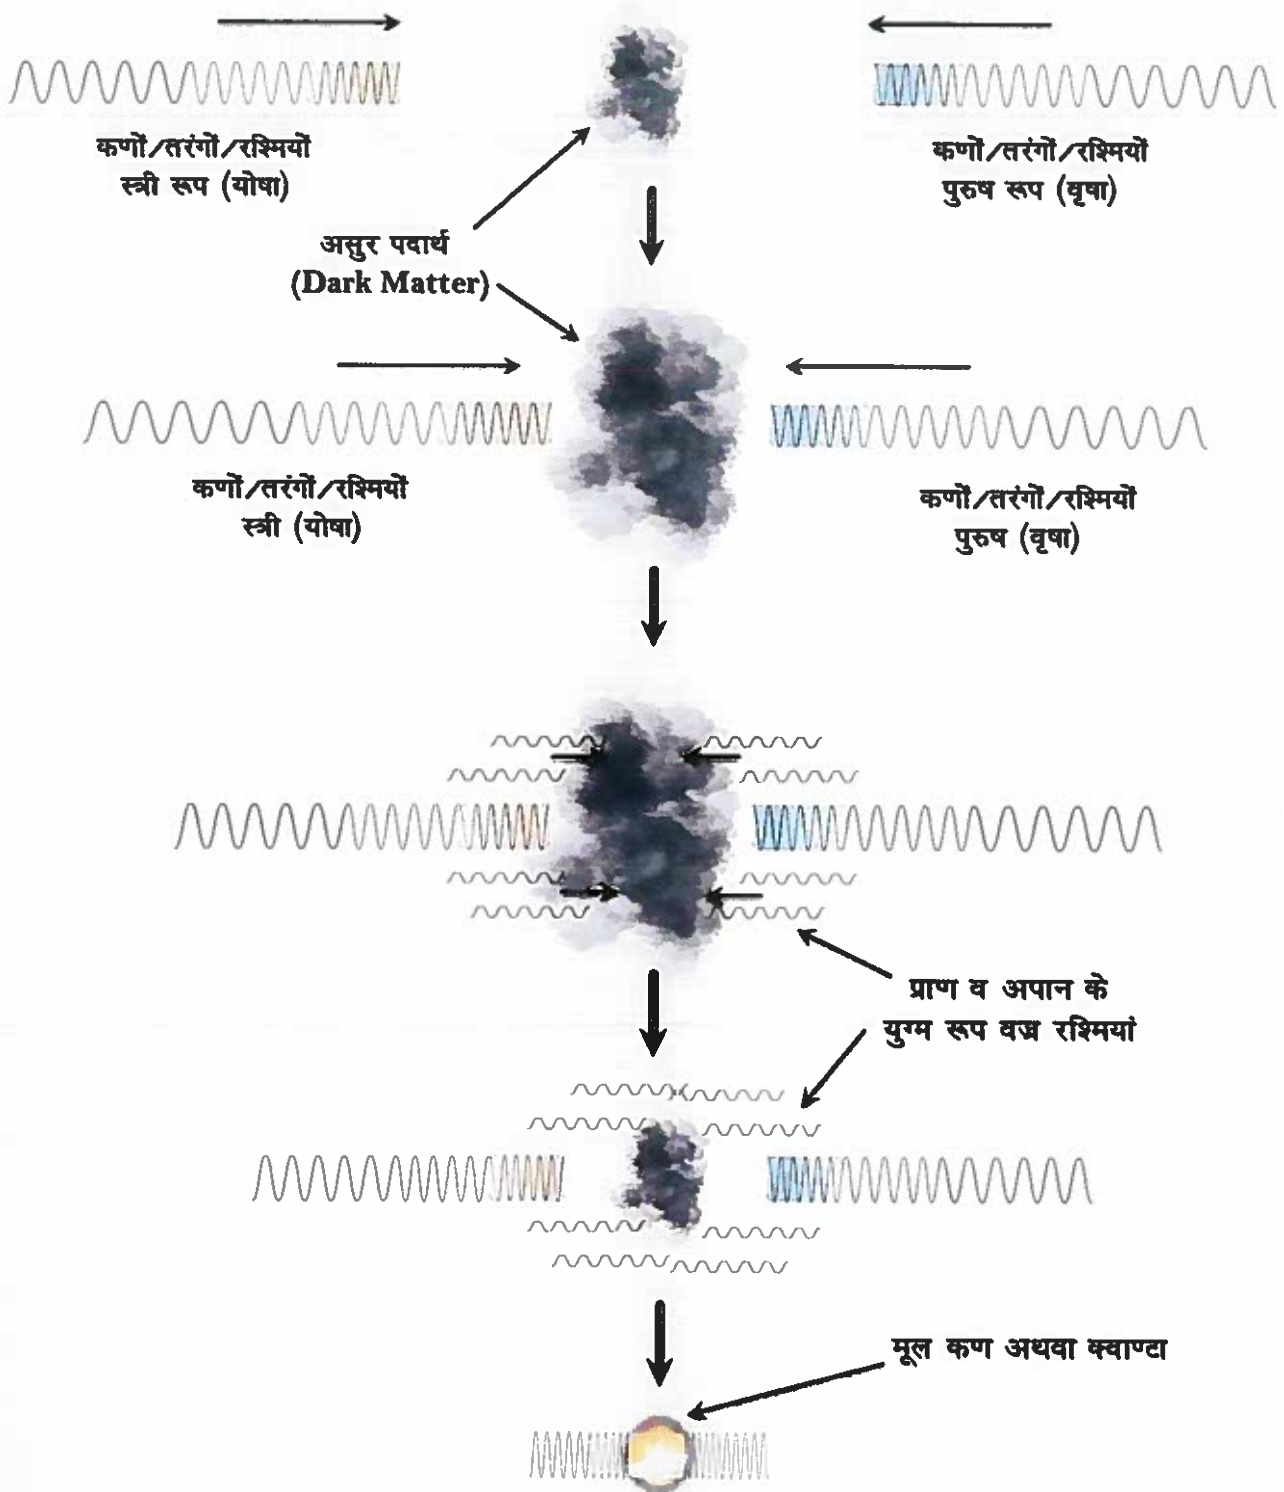 कणों/तरंगों/रश्मियों
स्त्री रूप (योषा)
कणों/तरंगों/रश्मियों
पुरुष रूप (वृषा)
असुर पदार्थ
(Dark Matter)
कणों/तरंगों/रश्मियों
स्त्री (योषा)
कणों/तरंगों/रश्मियों
पुरुष (वृषा)
प्राण व अपान के
युग्म रूप वज्र रश्मियां
मूल कण अथवा क्वाण्टा